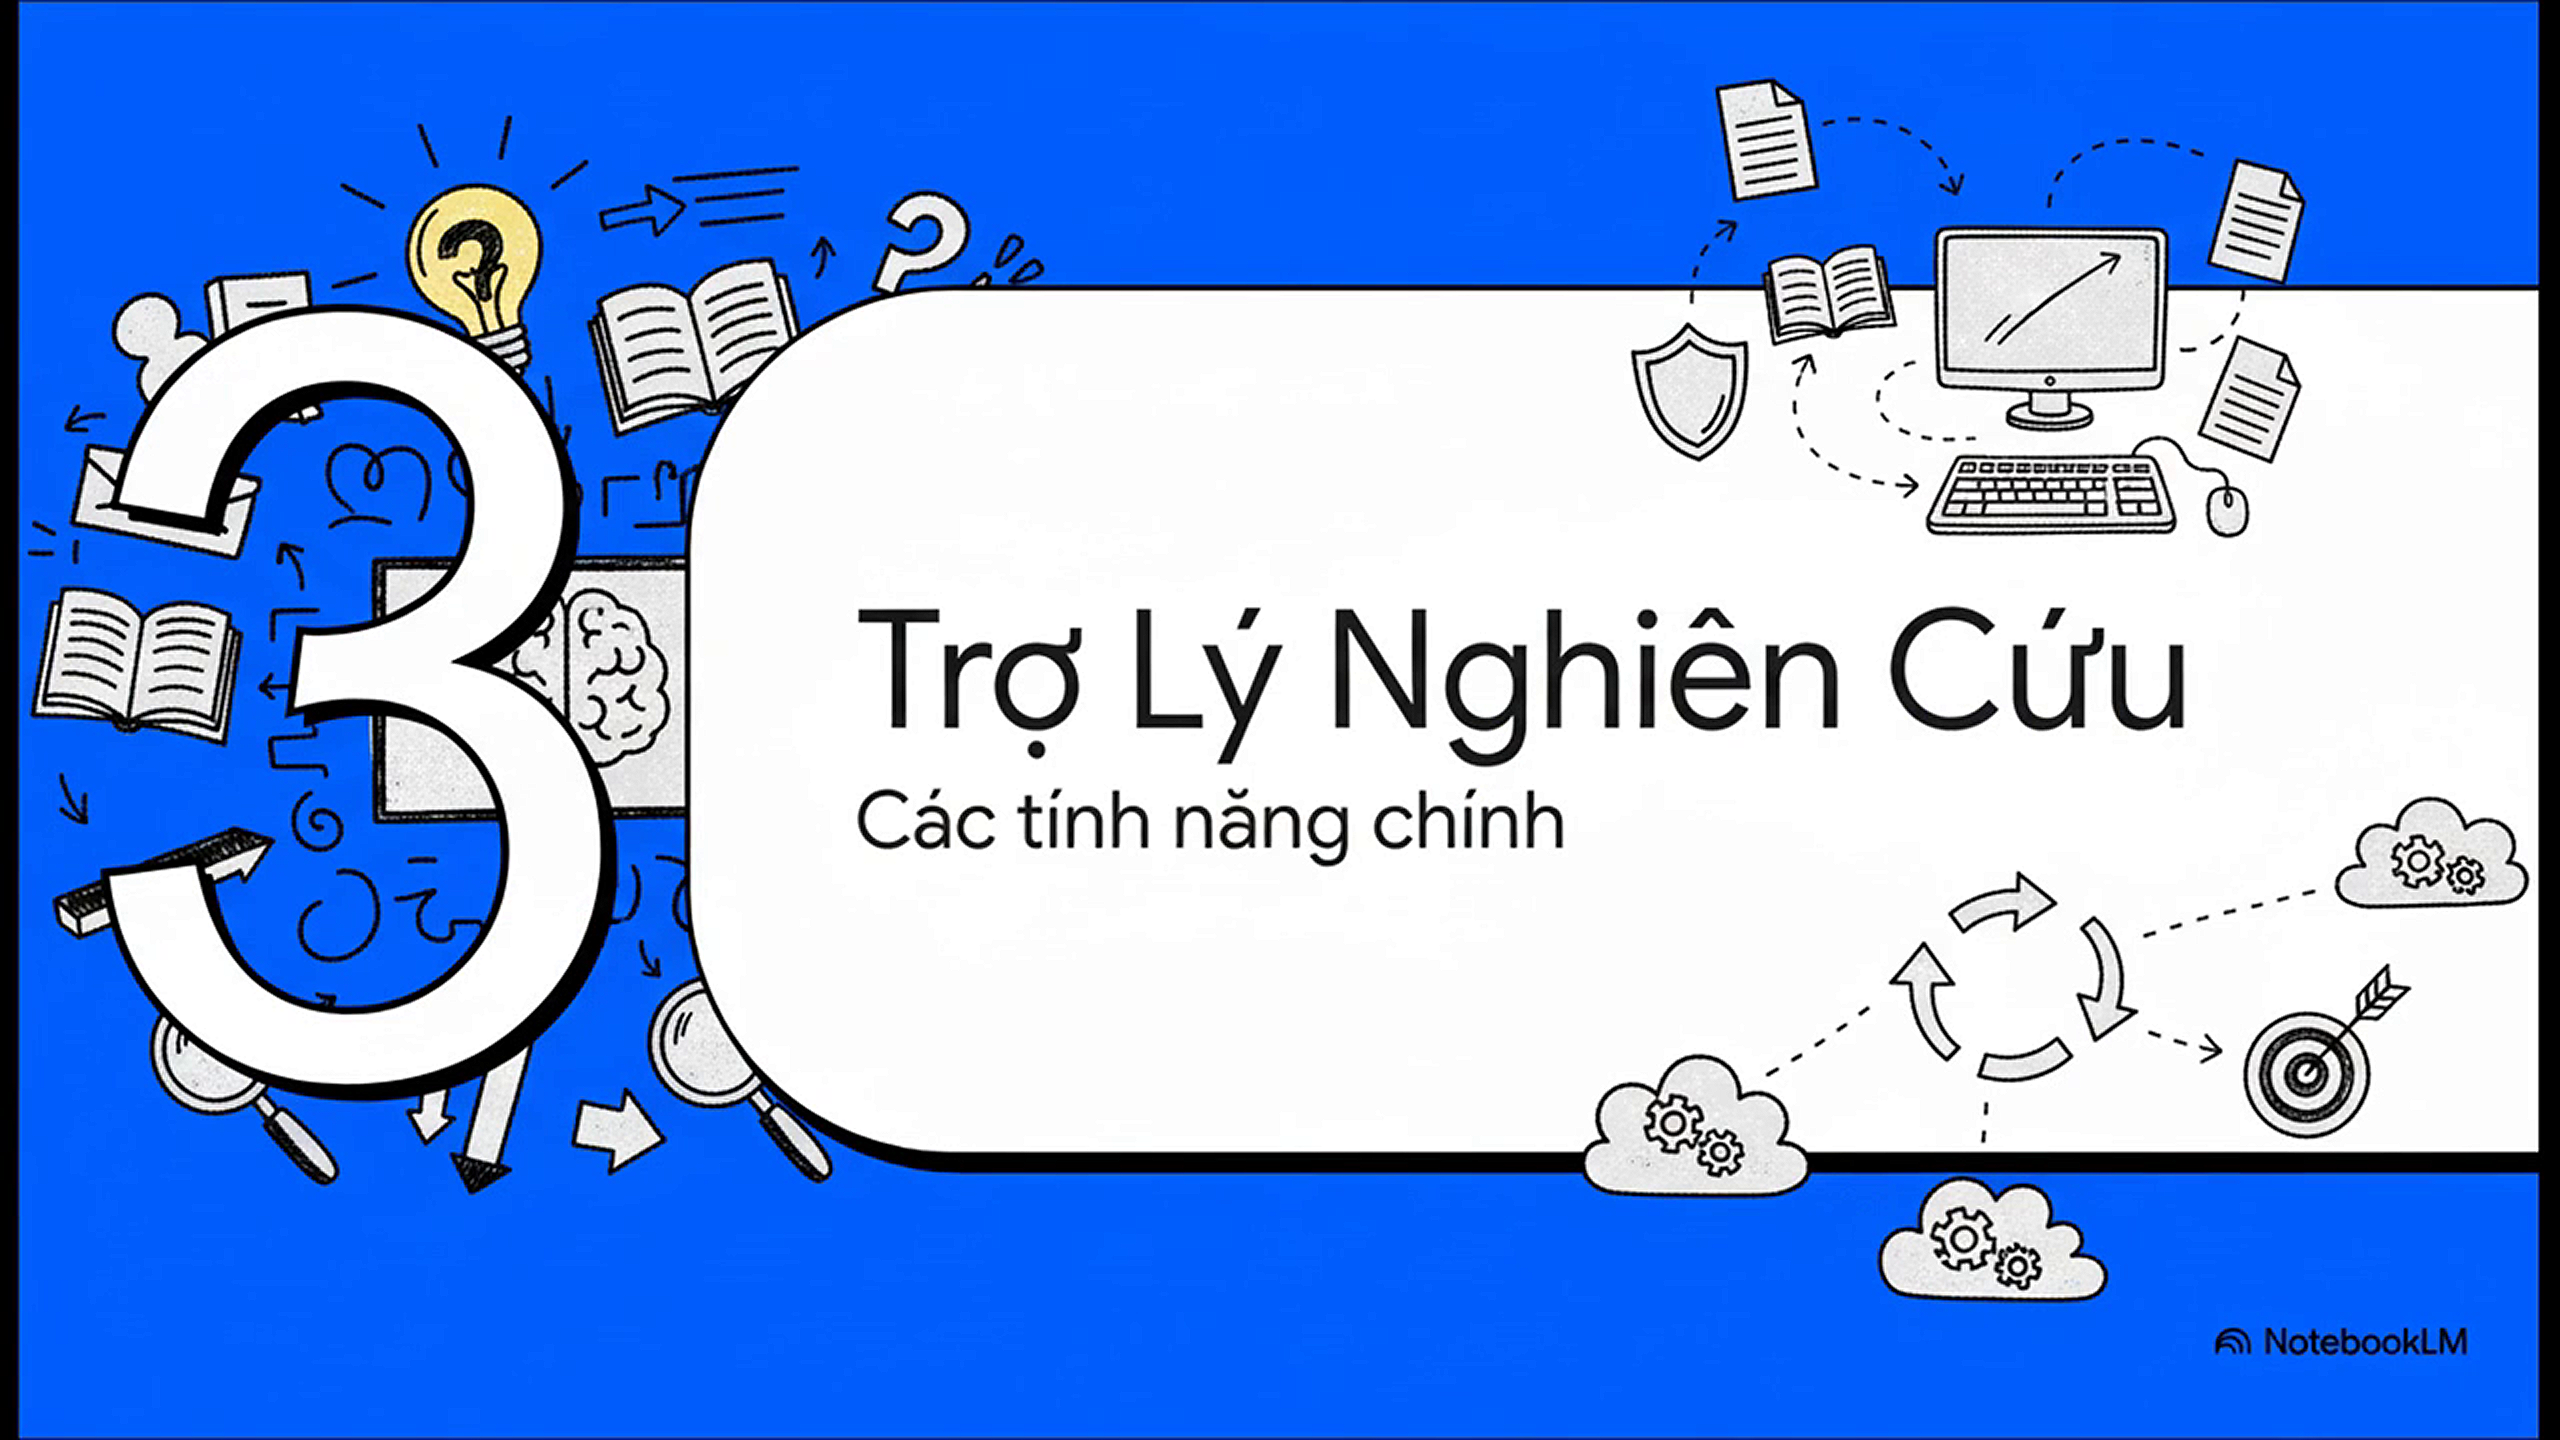 3
Trợ Lý Nghiên Cứu
Các tính năng chính
NotebookLM